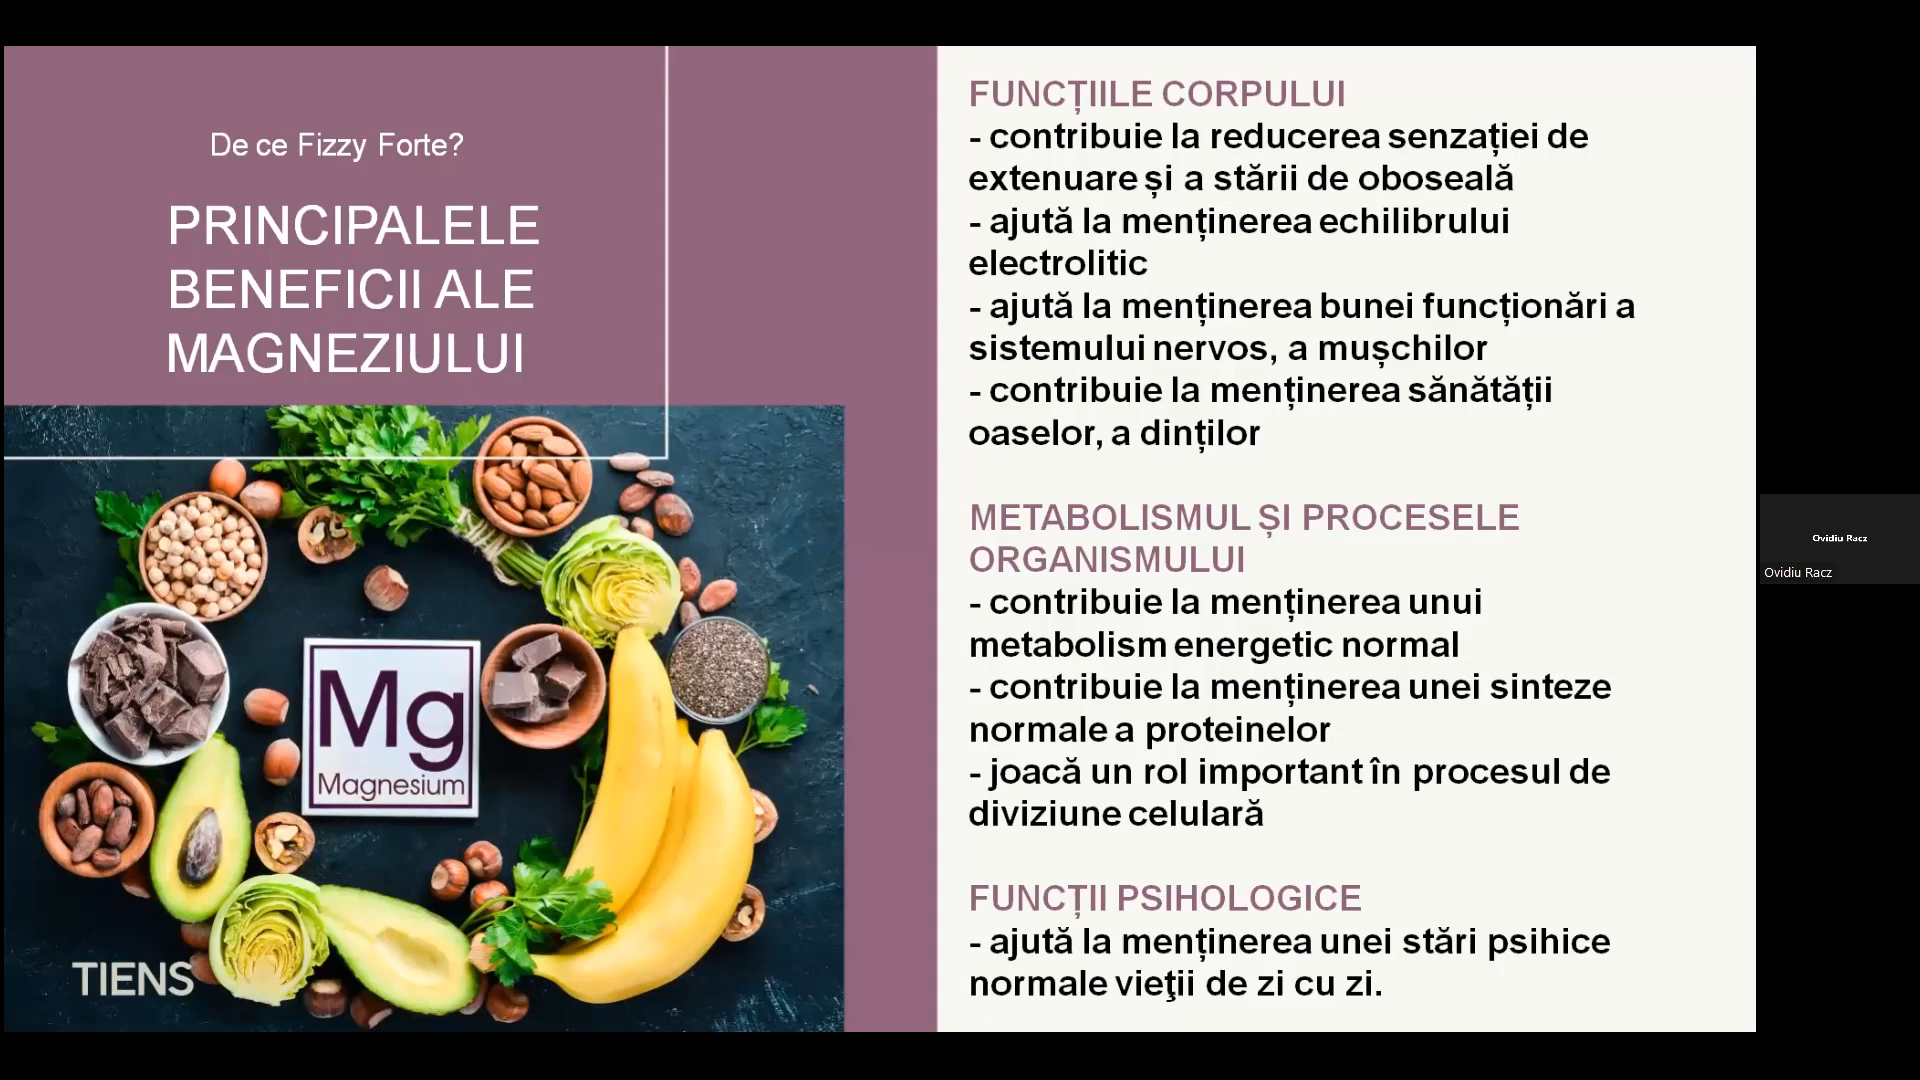 De ce Fizzy Forte?
PRINCIPALELE
BENEFICII ALE
MAGNEZIULUI
Mg
Magnesium
TIENS
FUNCȚIILE CORPULUI
- contribuie la reducerea senzației de
extenuare și a stării de oboseală
- ajută la menținerea echilibrului
electrolitic
- ajută la menținerea bunei funcționări a
sistemului nervos, a mușchilor
- contribuie la menținerea sănătății
oaselor, a dinților
METABOLISMUL ȘI PROCESELE
ORGANISMULUI
- contribuie la menținerea unui
metabolism energetic normal
- contribuie la menținerea unei sinteze
normale a proteinelor
- joacă un rol important în procesul de
diviziune celulară
FUNCȚII PSIHOLOGICE
- ajută la menținerea unei stări psihice
normale vieţii de zi cu zi.
Ovidiu Racz
Ovidiu Racz